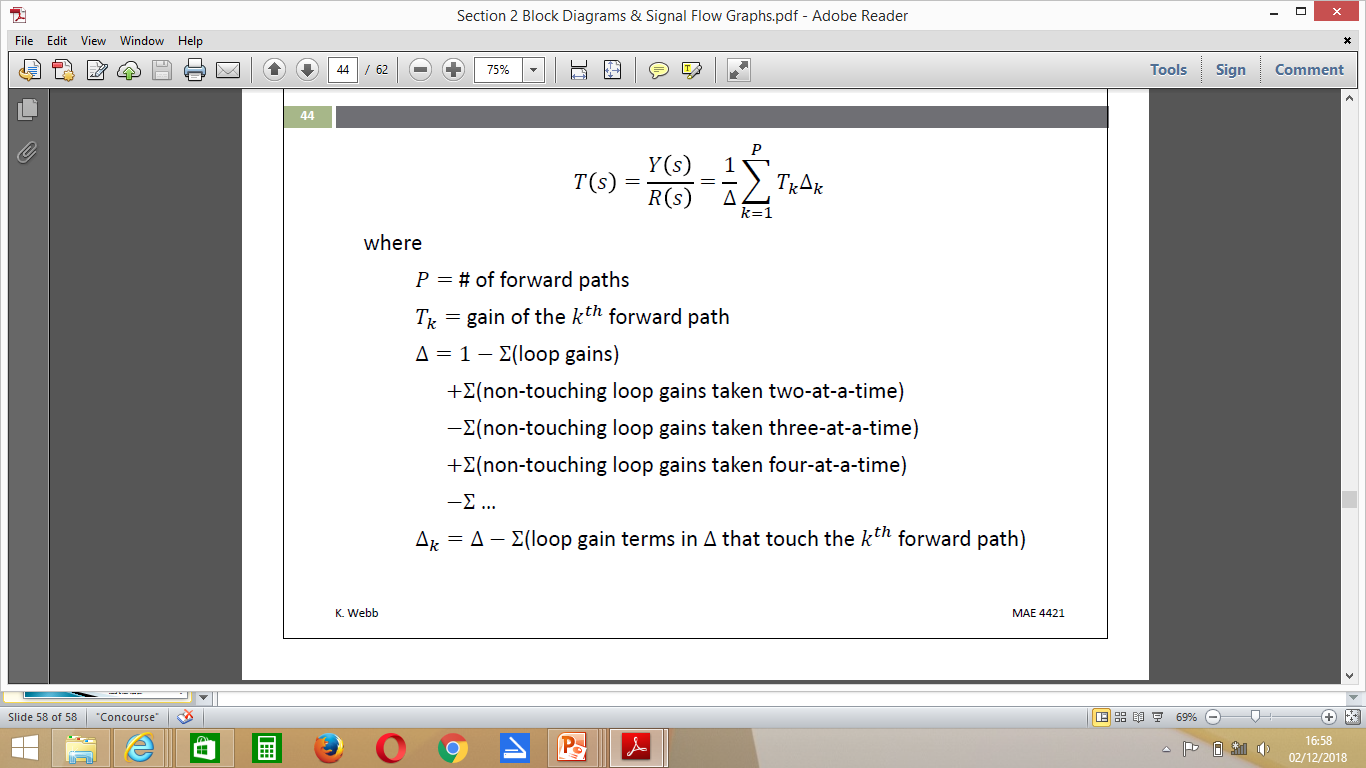 Section 2 Block Diagrams & Signal Flow Graphs.pdf - Adobe Reader
File Edit View Window Help
44 / 62 75% Tools Sign Comment
44
T(s) = Y(s)/R(s) = 1/Δ ∑_{k=1}^{P} T_k Δ_k
where
P = # of forward paths
T_k = gain of the k^{th} forward path
Δ = 1 − Σ(loop gains)
+Σ(non-touching loop gains taken two-at-a-time)
−Σ(non-touching loop gains taken three-at-a-time)
+Σ(non-touching loop gains taken four-at-a-time)
−Σ ...
Δ_k = Δ − Σ(loop gain terms in Δ that touch the k^{th} forward path)
K. Webb MAE 4421
Slide 58 of 58 "Concourse" 69%
16:58
02/12/2018